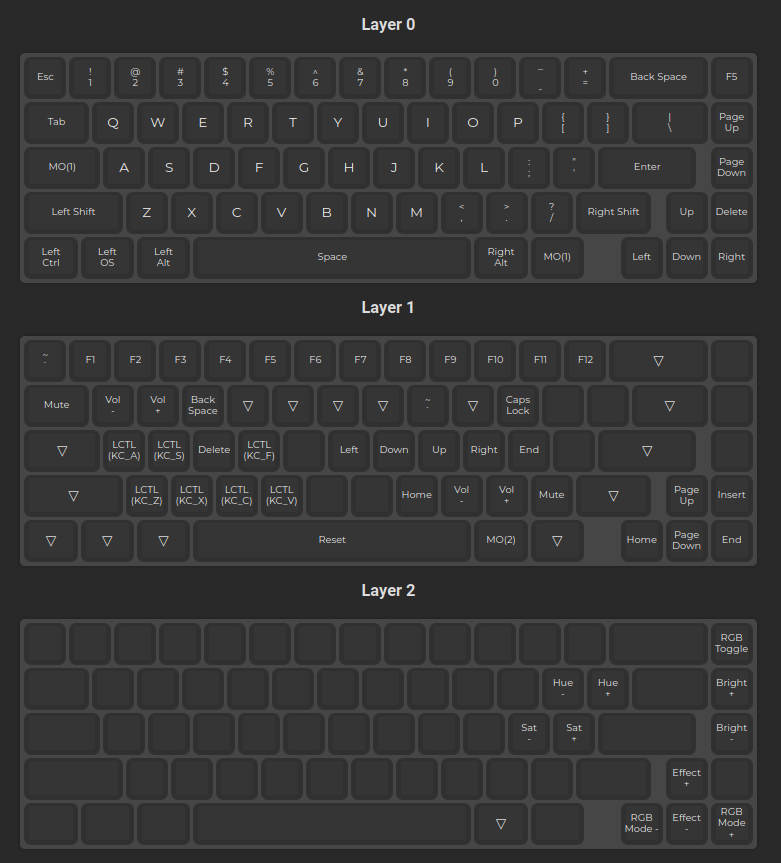 Layer 0
Esc
!
1
@
2
#
3
$
4
%
5
^
6
&
7
*
8
(
9
)
0
_
-
+
=
Back Space
F5
Tab
Q
W
E
R
T
Y
U
I
O
P
{
[
}
]
|
\
Page
Up
MO(1)
A
S
D
F
G
H
J
K
L
:
;
"
'
Enter
Page
Down
Left Shift
Z
X
C
V
B
N
M
<
,
>
.
?
/
Right Shift
Up
Delete
Left
Ctrl
Left
OS
Left
Alt
Space
Right
Alt
MO(1)
Left
Down
Right
Layer 1
~
`
F1
F2
F3
F4
F5
F6
F7
F8
F9
F10
F11
F12
▽
Mute
Vol
-
Vol
+
Back
Space
▽
▽
▽
▽
~
`
▽
Caps
Lock
▽
▽
LCTL
(KC_A)
LCTL
(KC_S)
Delete
LCTL
(KC_F)
Left
Down
Up
Right
End
▽
▽
LCTL
(KC_Z)
LCTL
(KC_X)
LCTL
(KC_C)
LCTL
(KC_V)
Home
Vol
-
Vol
+
Mute
▽
Page
Up
Insert
▽
▽
▽
Reset
MO(2)
▽
Home
Page
Down
End
Layer 2
RGB
Toggle
Hue
-
Hue
+
Bright
+
Sat
-
Sat
+
Bright
-
Effect
+
▽
RGB
Mode -
Effect
-
RGB
Mode
+